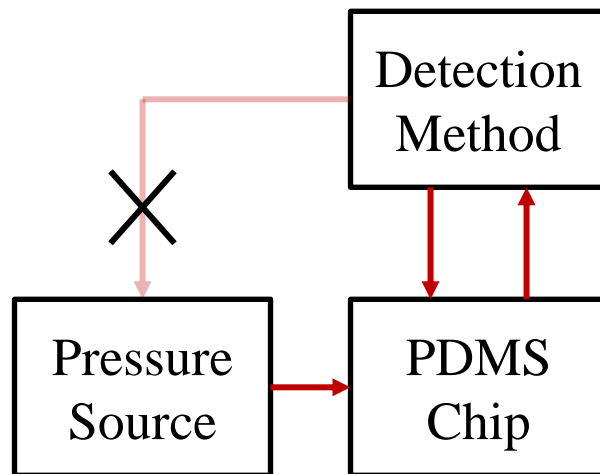 Detection
Method
Pressure
Source
PDMS
Chip